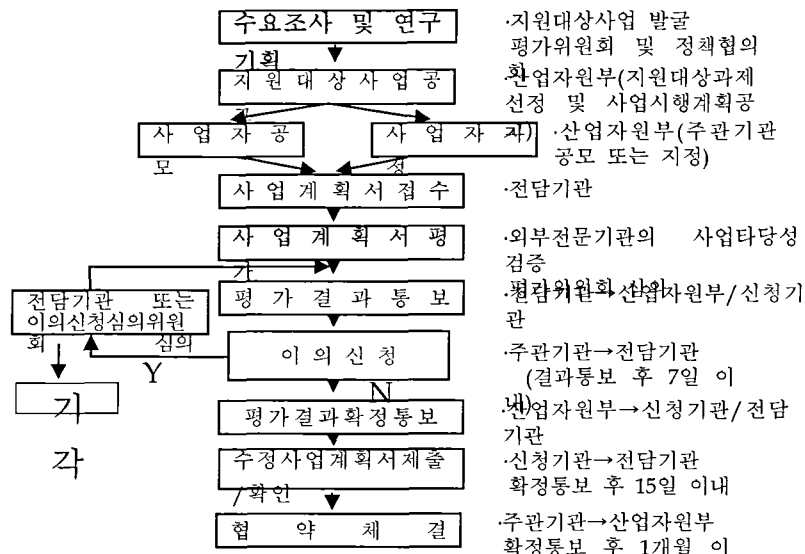 수요조사 및 연구
기획
·지원대상사업 발굴
평가위원회 및 정책협의
회
지원대상사업공
고
·산업자원부(지원대상과제
선정 및 사업시행계획공
고)
사업자공
모
사업자지
정
·산업자원부(주관기관
공모 또는 지정)
사업계획서접수
·전담기관
사업계획서평
가
·외부전문기관의 사업타당성
검증
평가위원회 심의
평가결과통보
·전담기관→산업자원부/신청기
관
전담기관 또는
이의신청심의위원
회 심의
이의신청
·주관기관→전담기관
(결과통보 후 7일 이
내)
Y
N
기
각
평가결과확정통보
·산업자원부→신청기관/전담
기관
수정사업계획서제출
/확인
·신청기관→전담기관
확정통보 후 15일 이내
협약체결
·주관기관→산업자원부
확정통보 후 1개월 이